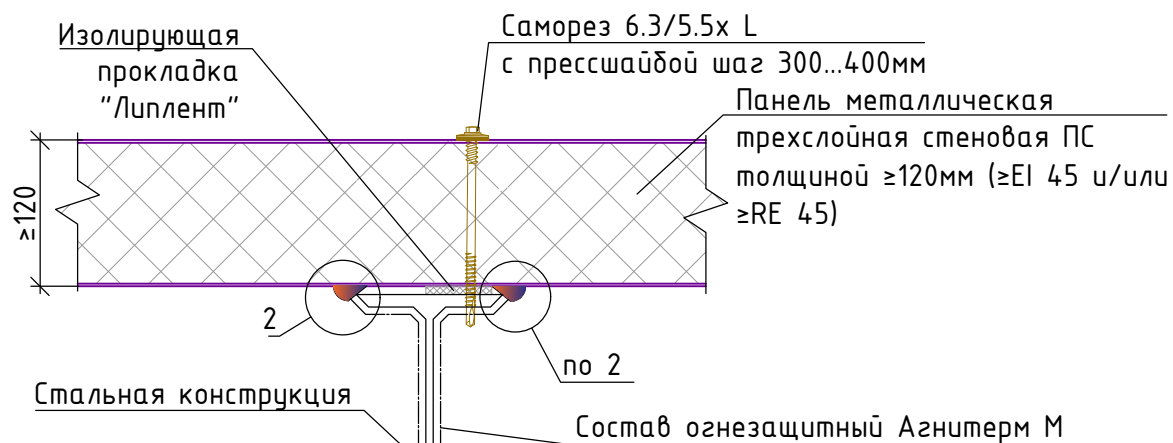 Изолирующая
прокладка
"Липлент"
Саморез 6.3/5.5х L
с прессшайбой шаг 300...400мм
Панель металлическая
трехслойная стеновая ПС
толщиной ≥120мм (≥EI 45 и/или
≥RE 45)
≥120
2
по 2
Стальная конструкция
Состав огнезащитный Агнитерм М